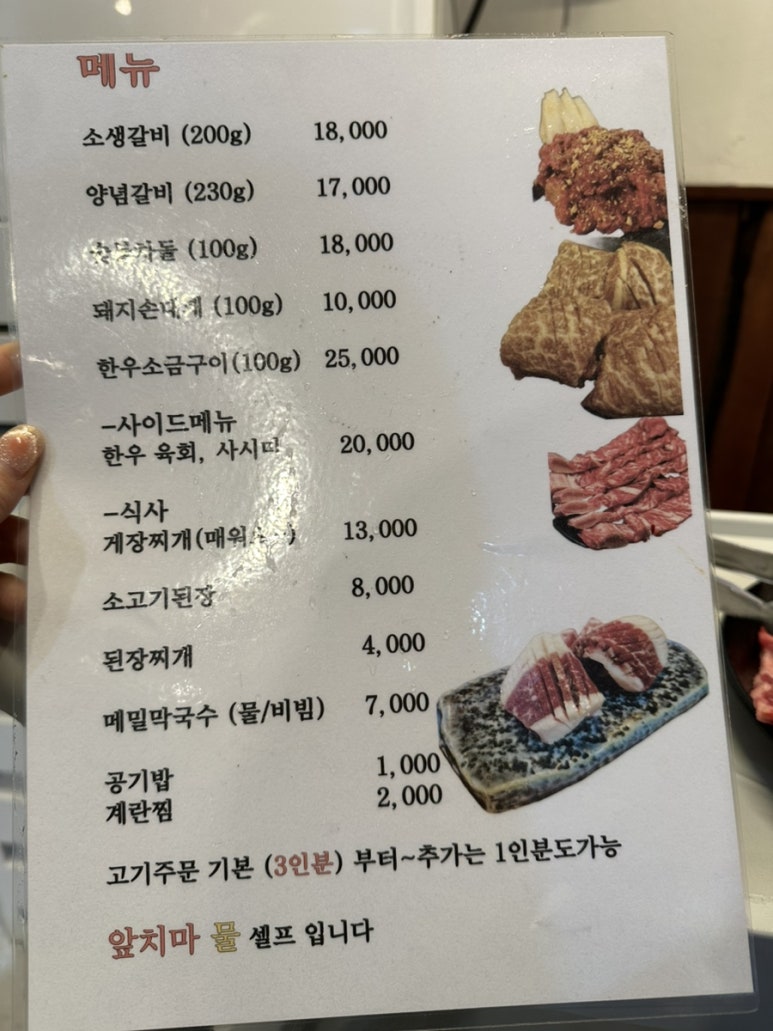 메뉴
소생갈비 (200g) 18,000
양념갈비 (230g) 17,000
(100g) 18,000
(100g) 10,000
한우소금구이(100g) 25,000
-사이드메뉴
한우 육회, 20,000
-식사
게장찌개 13,000
소고기된장 8,000
된장찌개 4,000
메밀막국수 (물/비빔) 7,000
공기밥 1,000
계란찜 2,000
고기주문 기본 (3인분) 부터~추가는 1인분도가능
앞치마 물 셀프 입니다